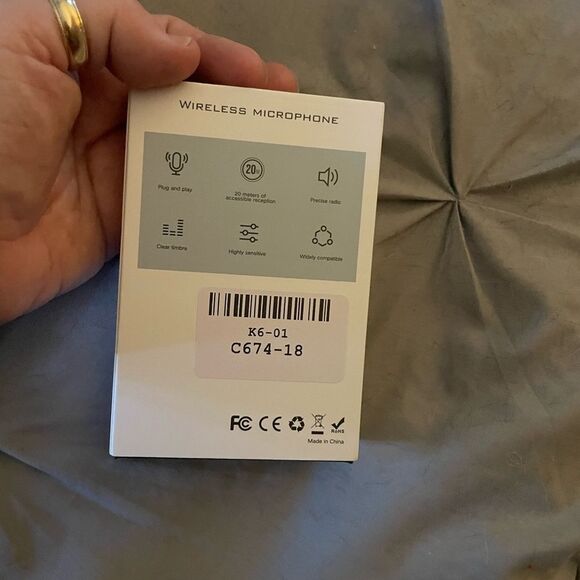 WIRELESS MICROPHONE
Plug and play
20M
20 meters of
accessible reception
Precise radio
Clear timbre
Highly sensitive
Widely compatible
K6-01
C674-18
FC CE
RoHS
Made in China